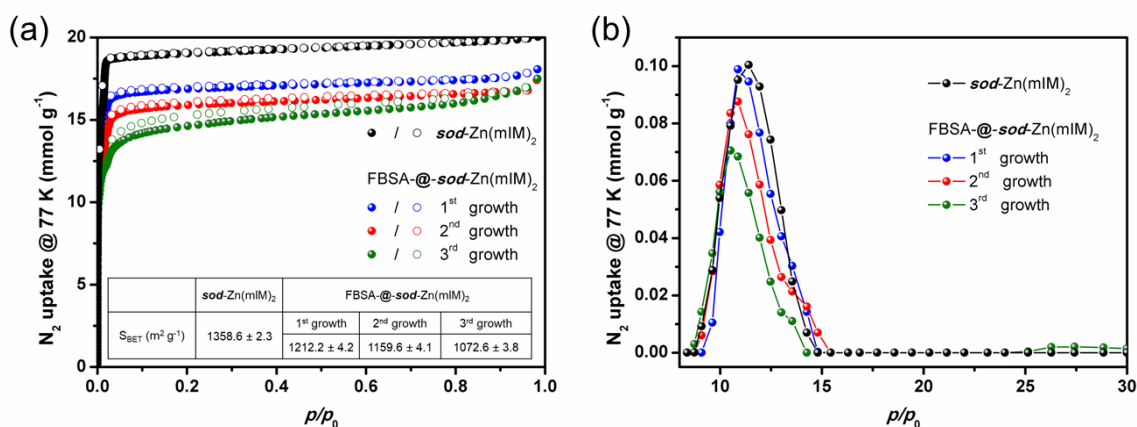 (a)
N₂ uptake @ 77 K (mmol g⁻¹)
20
15
10
5
0
0.0 0.2 0.4 0.6 0.8 1.0
p/p₀
/ sod-Zn(mIM)₂
FBSA-@-sod-Zn(mIM)₂
/ 1ˢᵗ growth
/ 2ⁿᵈ growth
/ 3ʳᵈ growth
sod-Zn(mIM)₂ FBSA-@-sod-Zn(mIM)₂
S_BET (m² g⁻¹) 1358.6 ± 2.3 1st growth 2nd growth 3rd growth
1212.2 ± 4.2 1159.6 ± 4.1 1072.6 ± 3.8
(b)
N₂ uptake @ 77 K (mmol g⁻¹)
0.10
0.08
0.06
0.04
0.02
0.00
10 15 20 25 30
p/p₀
sod-Zn(mIM)₂
FBSA-@-sod-Zn(mIM)₂
1ˢᵗ growth
2ⁿᵈ growth
3ʳᵈ growth